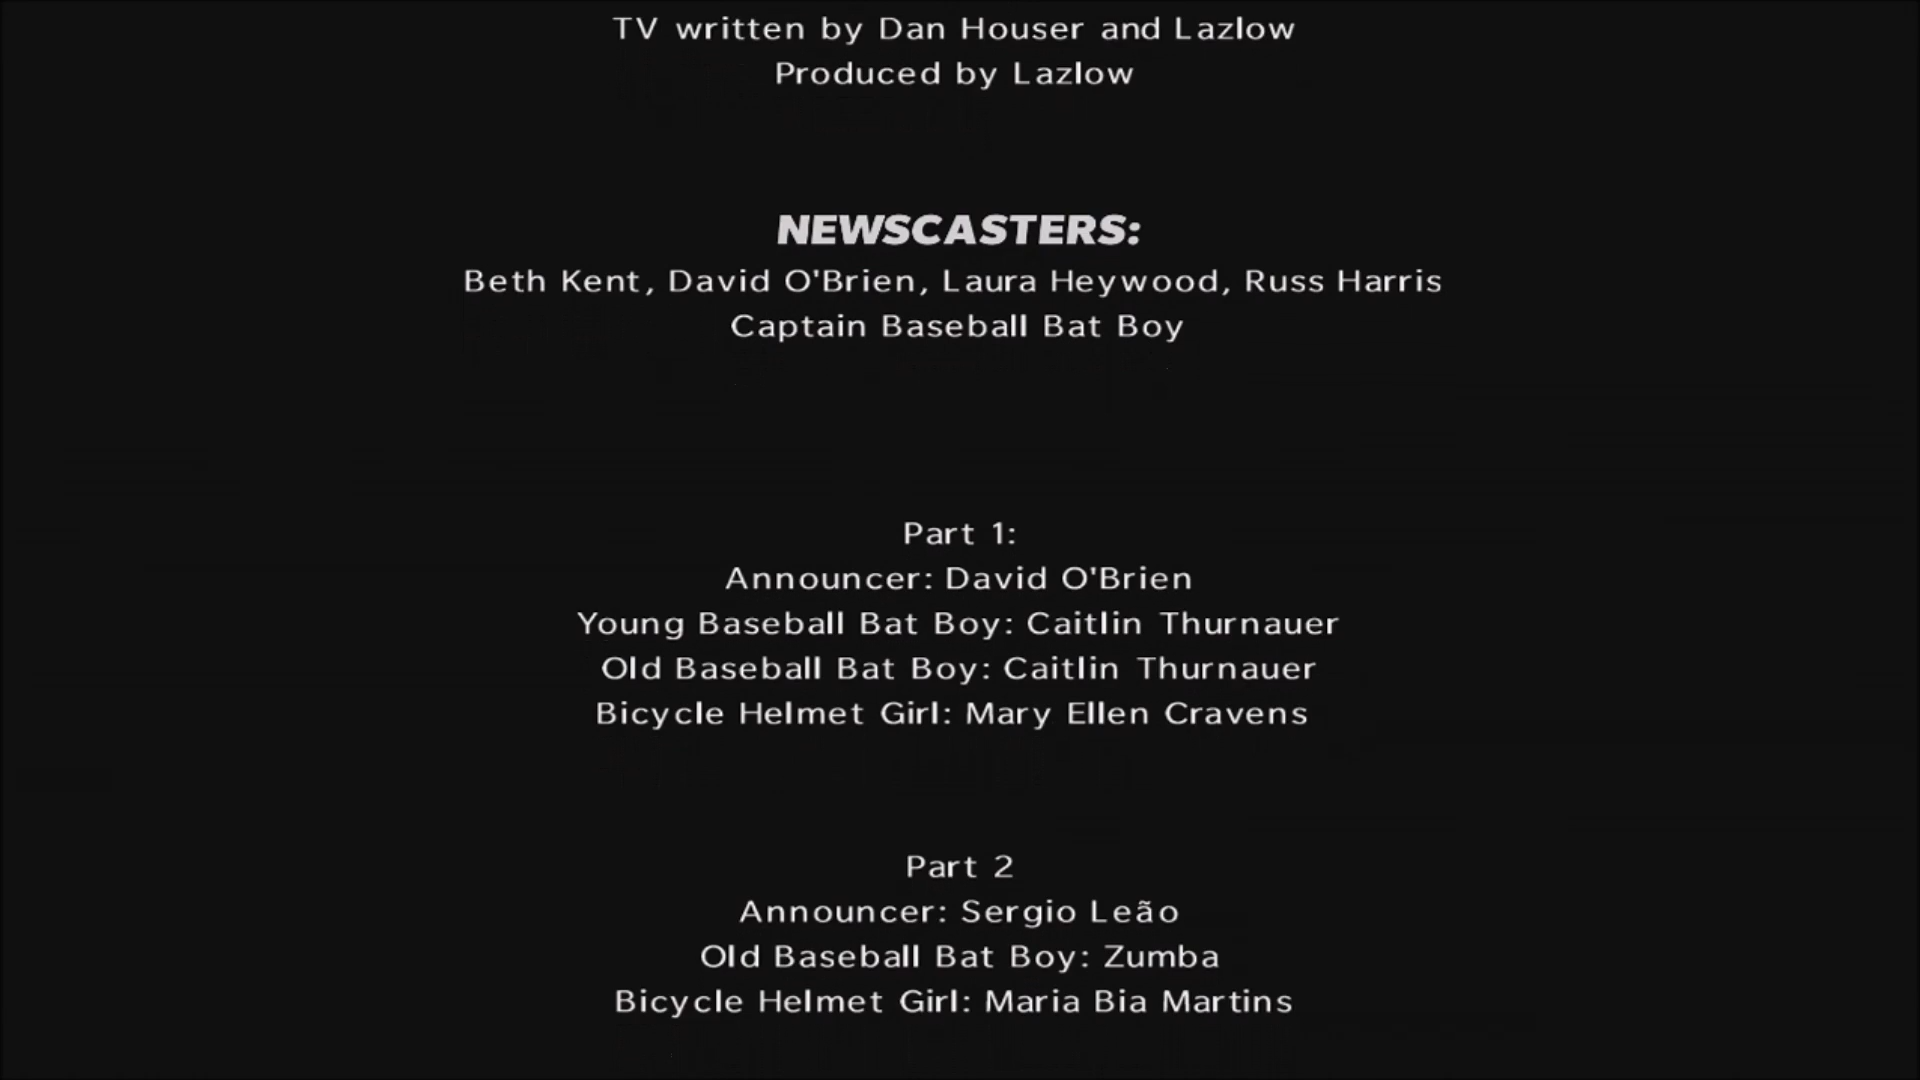 TV written by Dan Houser and Lazlow
Produced by Lazlow
NEWSCASTERS:
Beth Kent, David O'Brien, Laura Heywood, Russ Harris
Captain Baseball Bat Boy
Part 1:
Announcer: David O'Brien
Young Baseball Bat Boy: Caitlin Thurnauer
Old Baseball Bat Boy: Caitlin Thurnauer
Bicycle Helmet Girl: Mary Ellen Cravens
Part 2
Announcer: Sergio Leão
Old Baseball Bat Boy: Zumba
Bicycle Helmet Girl: Maria Bia Martins